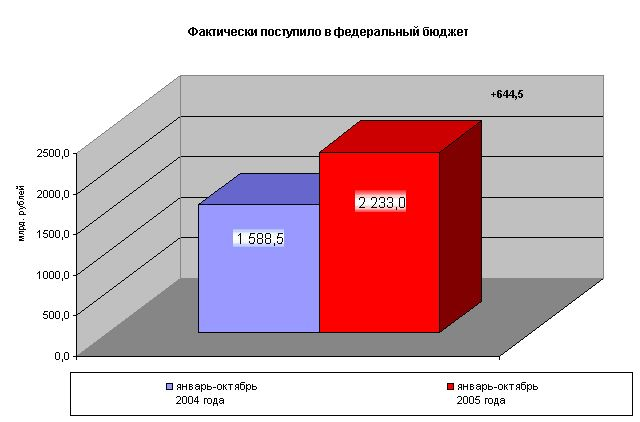 Фактически поступило в федеральный бюджет
+644,5
млрд. рублей
2500,0
2000,0
1500,0
1000,0
500,0
0,0
1 588,5
2 233,0
январь-октябрь
2004 года
январь-октябрь
2005 года